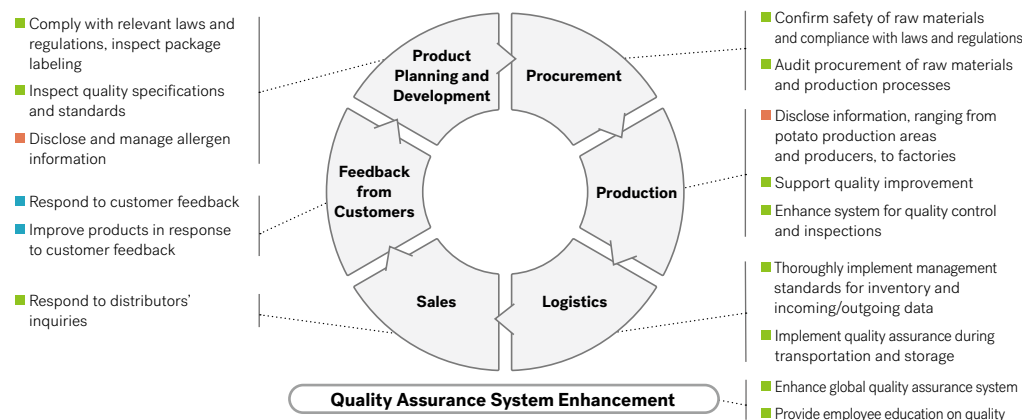 Comply with relevant laws and
regulations, inspect package
labeling
Inspect quality specifications
and standards
Disclose and manage allergen
information
Respond to customer feedback
Improve products in response
to customer feedback
Respond to distributors'
inquiries
Product
Planning and
Development
Procurement
Feedback
from
Customers
Production
Sales
Logistics
Quality Assurance System Enhancement
Confirm safety of raw materials
and compliance with laws and regulations
Audit procurement of raw materials
and production processes
Disclose information, ranging from
potato production areas
and producers, to factories
Support quality improvement
Enhance system for quality control
and inspections
Thoroughly implement management
standards for inventory and
incoming/outgoing data
Implement quality assurance during
transportation and storage
Enhance global quality assurance system
Provide employee education on quality